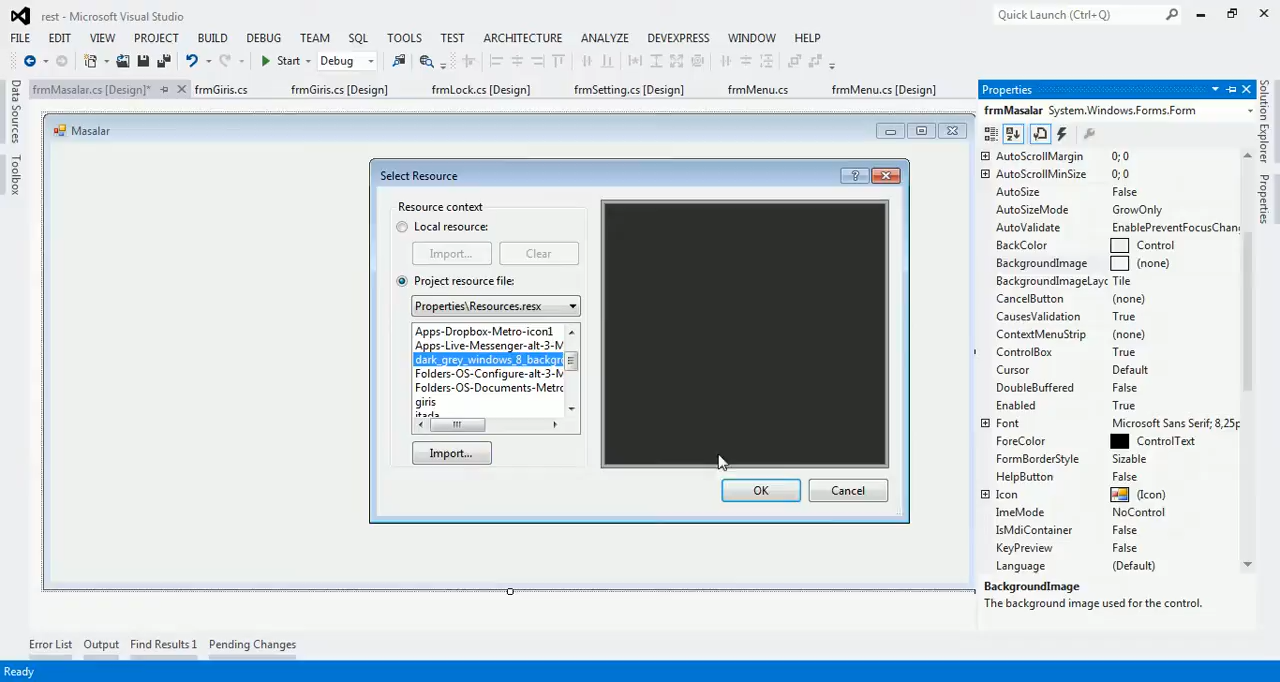 rest - Microsoft Visual Studio
Quick Launch (Ctrl+Q)
FILE EDIT VIEW PROJECT BUILD DEBUG TEAM SQL TOOLS TEST ARCHITECTURE ANALYZE DEVEXPRESS WINDOW HELP
Start Debug
frmMasalar.cs [Design]* frmGiris.cs frmGiris.cs [Design] frmLock.cs [Design] frmSetting.cs [Design] frmMenu.cs frmMenu.cs [Design]
Data Sources
Toolbox
Masalar
Select Resource
Resource context
Local resource:
Import... Clear
Project resource file:
Properties\Resources.resx
Apps-Dropbox-Metro-icon1
Apps-Live-Messenger-alt-3-M
dark_grey_windows_8_backgr
Folders-OS-Configure-alt-3-M
Folders-OS-Documents-Metro
giris
itada
Import...
OK Cancel
Properties
frmMasalar System.Windows.Forms.Form
AutoScrollMargin 0; 0
AutoScrollMinSize 0; 0
AutoSize False
AutoSizeMode GrowOnly
AutoValidate EnablePreventFocusChang
BackColor Control
BackgroundImage (none)
BackgroundImageLayc Tile
CancelButton (none)
CausesValidation True
ContextMenuStrip (none)
ControlBox True
Cursor Default
DoubleBuffered False
Enabled True
Font Microsoft Sans Serif; 8,25p
ForeColor ControlText
FormBorderStyle Sizable
HelpButton False
Icon (Icon)
ImeMode NoControl
IsMdiContainer False
KeyPreview False
Language (Default)
BackgroundImage
The background image used for the control.
Solution Explorer
Properties
Error List Output Find Results 1 Pending Changes
Ready